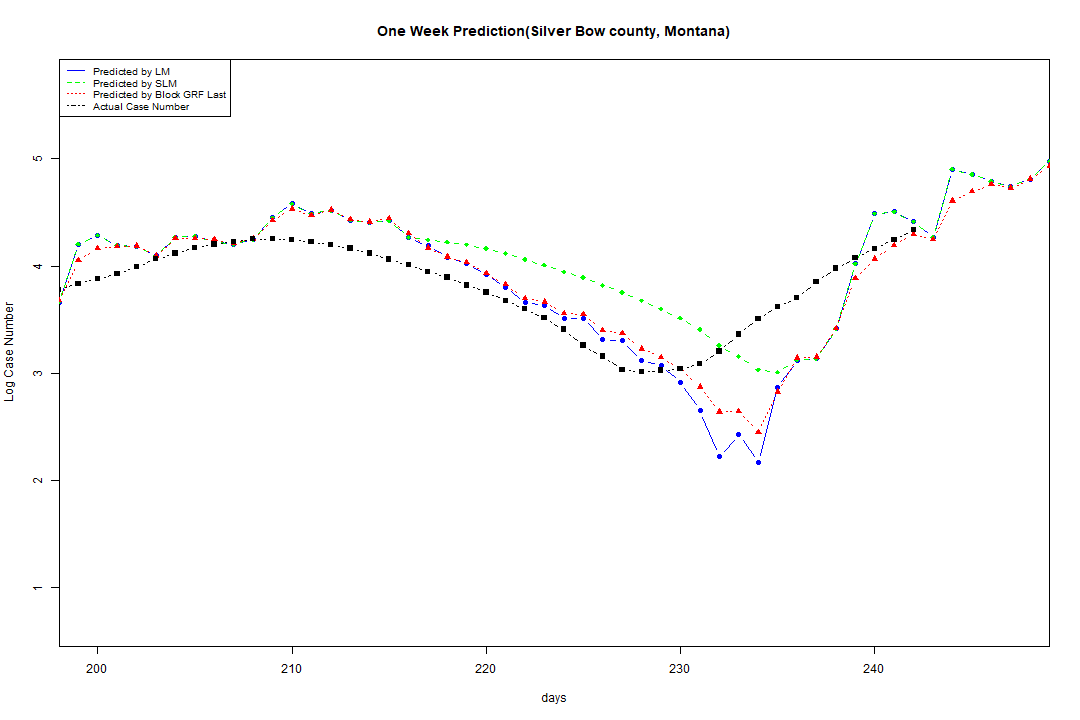 One Week Prediction(Silver Bow county, Montana)
Predicted by LM
Predicted by SLM
Predicted by Block GRF Last
Actual Case Number
5
4
3
2
1
Log Case Number
200 210 220 230 240
days